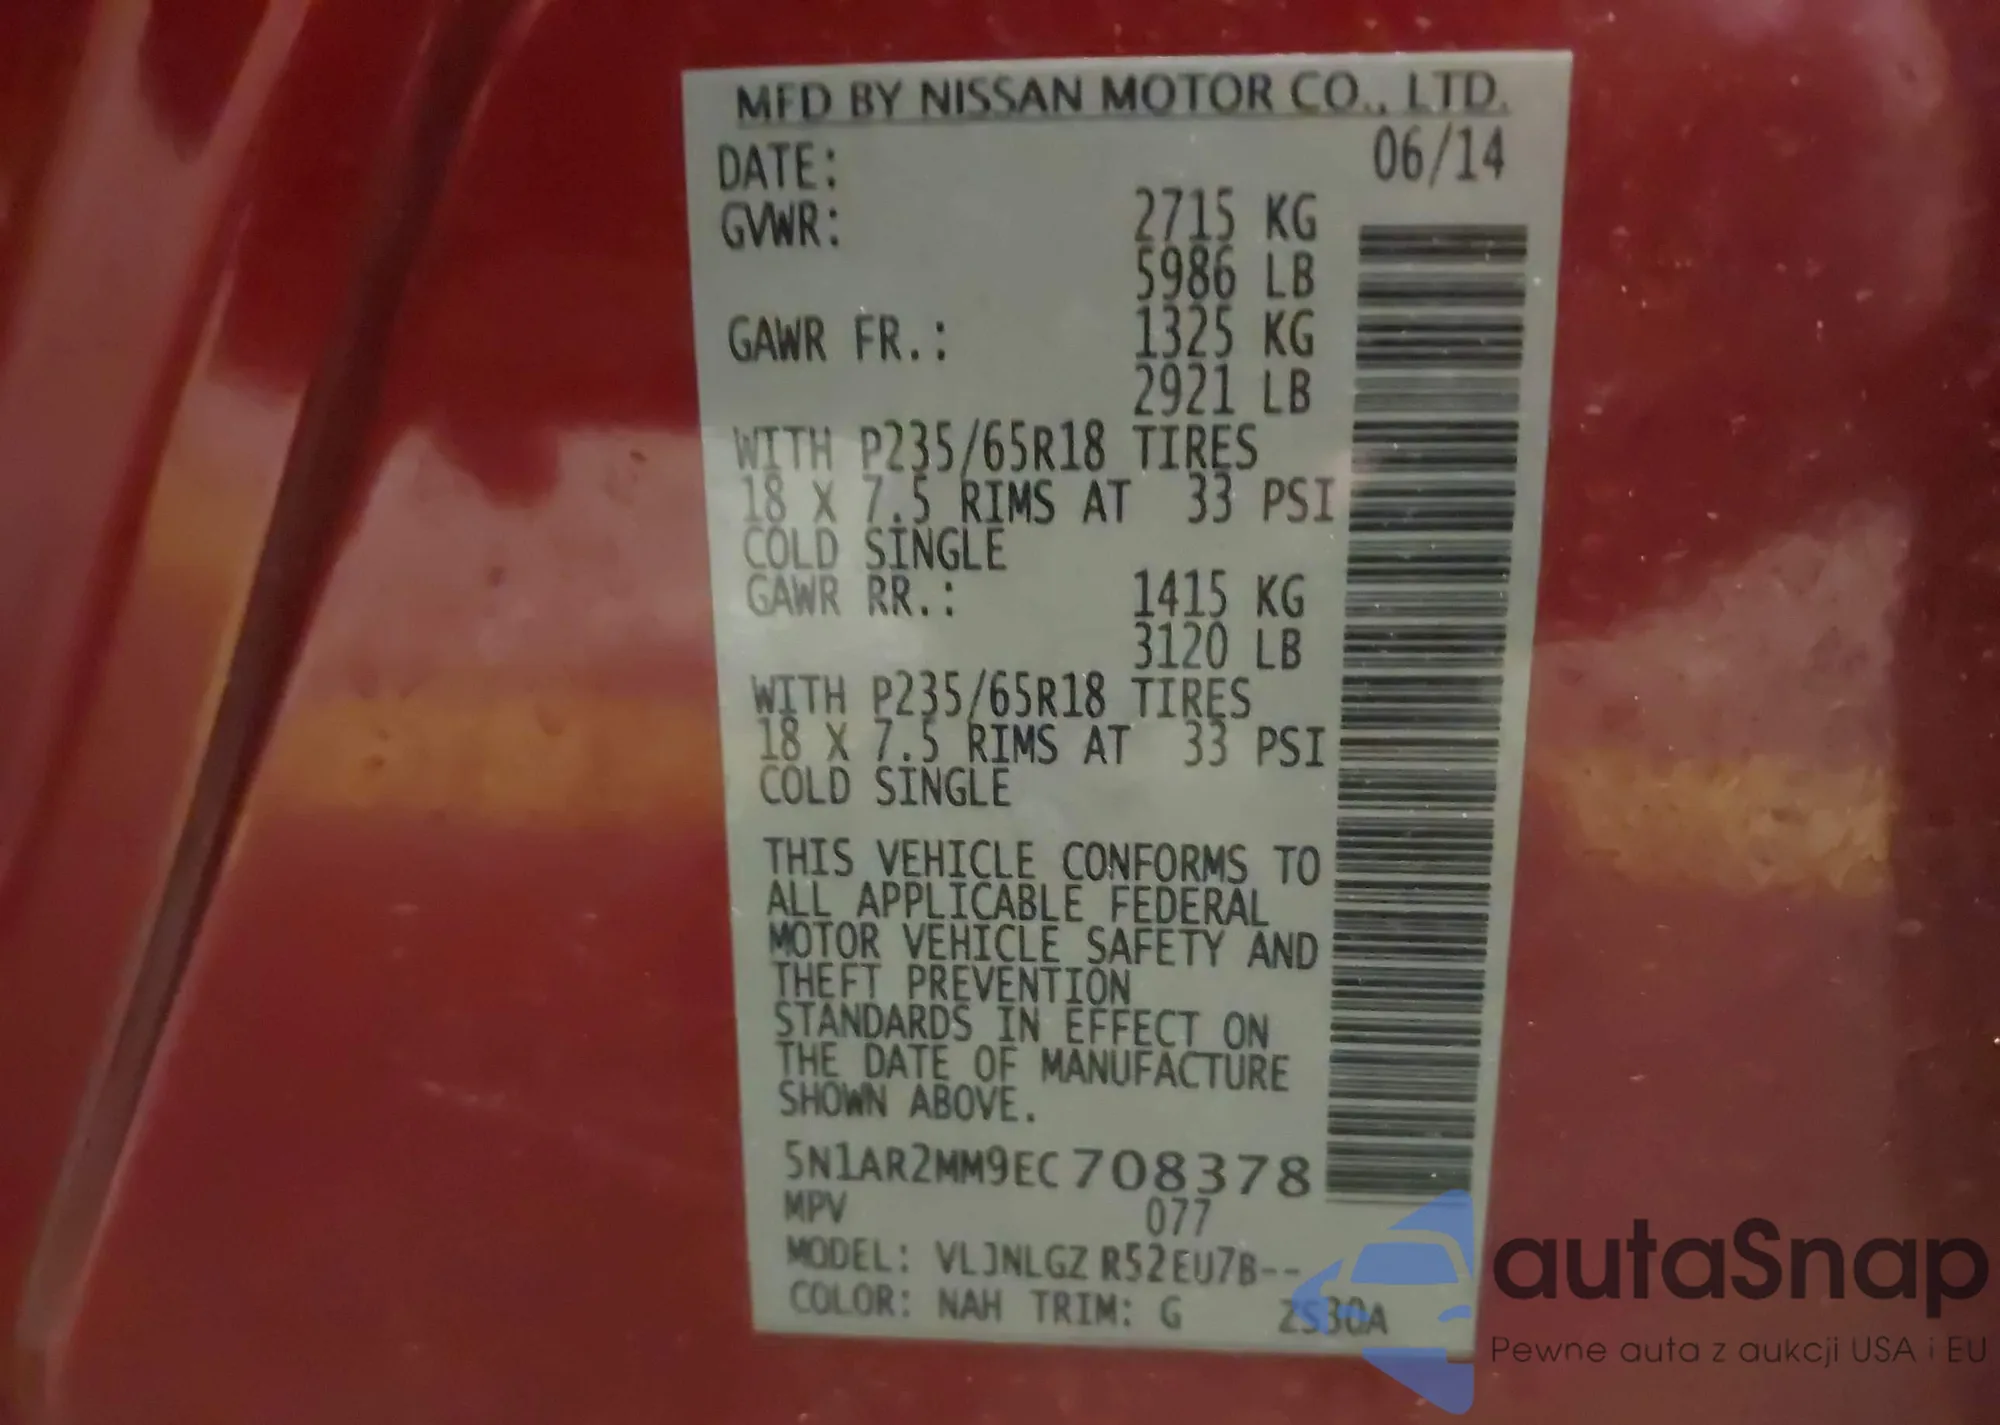 MFD BY NISSAN MOTOR CO., LTD.
DATE: 06/14
GVWR: 2715 KG
5986 LB
GAWR FR.: 1325 KG
2921 LB
WITH P235/65R18 TIRES
18 X 7.5 RIMS AT 33 PSI
COLD SINGLE
GAWR RR.: 1415 KG
3120 LB
WITH P235/65R18 TIRES
18 X 7.5 RIMS AT 33 PSI
COLD SINGLE
THIS VEHICLE CONFORMS TO
ALL APPLICABLE FEDERAL
MOTOR VEHICLE SAFETY AND
THEFT PREVENTION
STANDARDS IN EFFECT ON
THE DATE OF MANUFACTURE
SHOWN ABOVE.
5N1AR2MM9EC708378
MPV 077
MODEL: VLJNLGZ R52EU7B--
COLOR: NAH TRIM: G ZS30A
autaSnap
Pewne auta z aukcji USA i EU